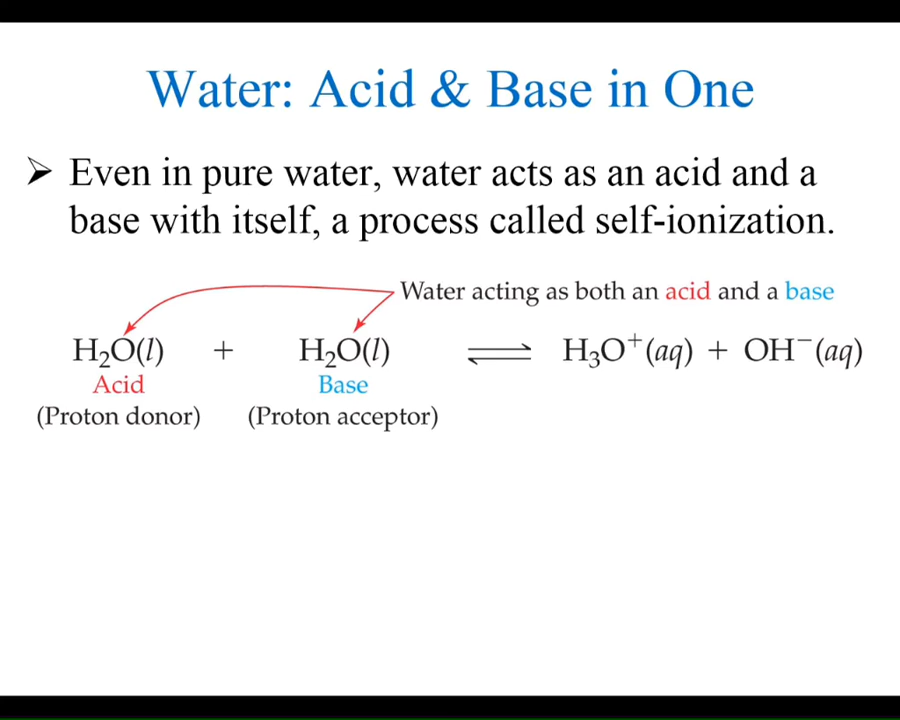 Water: Acid & Base in One
➢ Even in pure water, water acts as an acid and a
base with itself, a process called self-ionization.
Water acting as both an acid and a base
H₂O(l) + H₂O(l) ⇌ H₃O⁺(aq) + OH⁻(aq)
Acid Base
(Proton donor) (Proton acceptor)